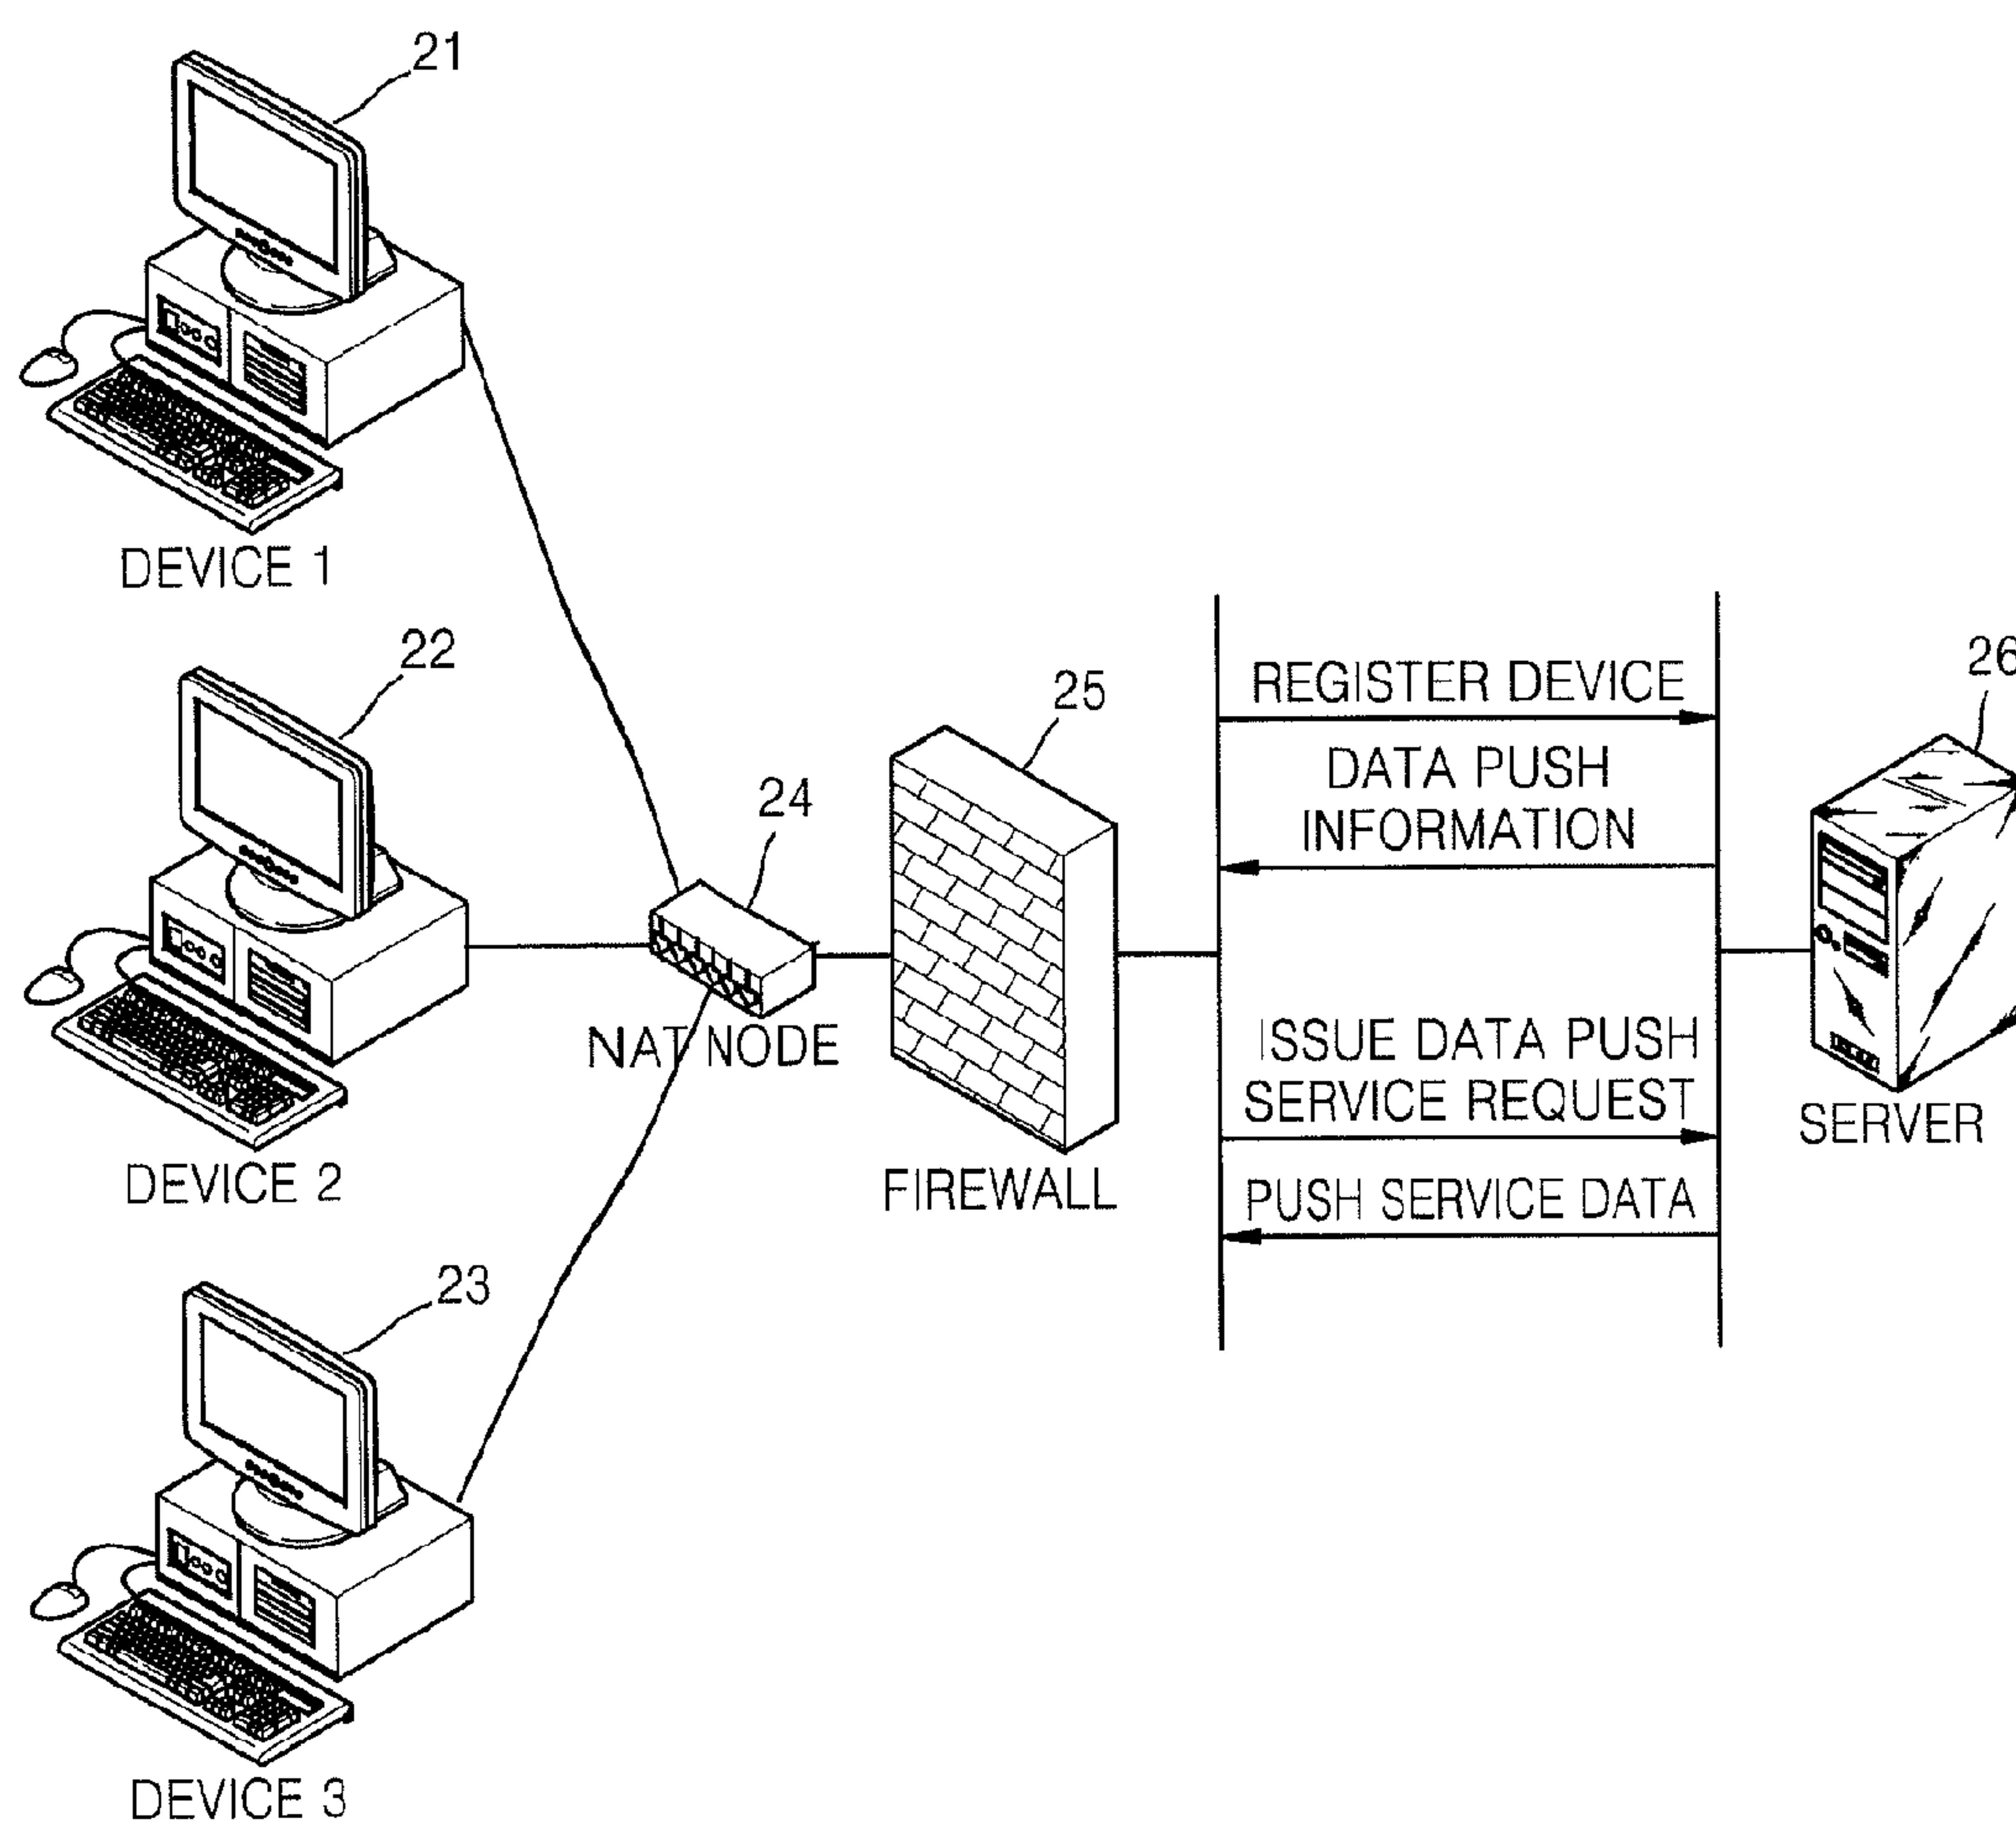 21
DEVICE 1
22
DEVICE 2
23
DEVICE 3
24
NAT NODE
25
FIREWALL
REGISTER DEVICE
DATA PUSH
INFORMATION
ISSUE DATA PUSH
SERVICE REQUEST
PUSH SERVICE DATA
26
SERVER